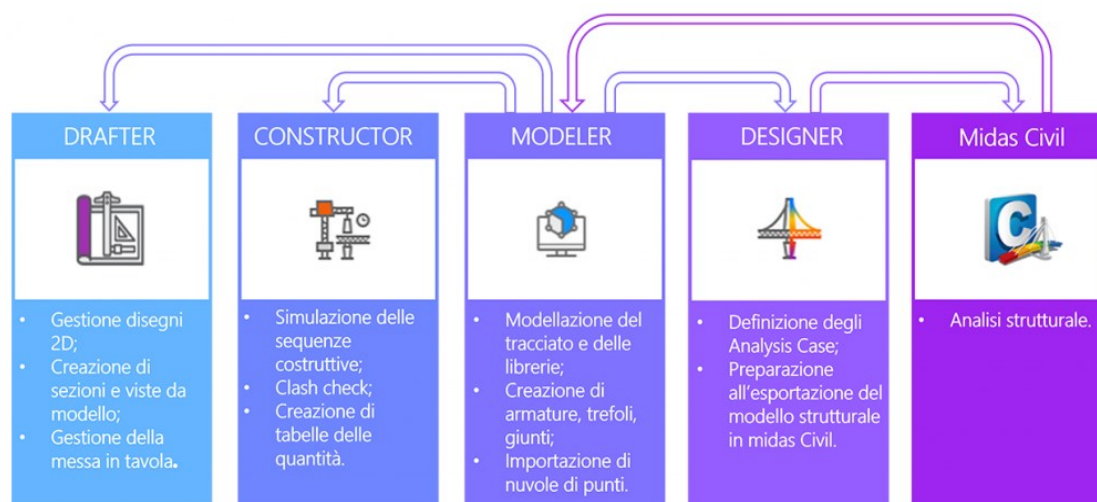 DRAFTER
• Gestione disegni
2D;
• Creazione di
sezioni e viste da
modello;
• Gestione della
messa in tavola.
CONSTRUCTOR
• Simulazione delle
sequenze
costruttive;
• Clash check;
• Creazione di
tabelle delle
quantità.
MODELER
• Modellazione del
tracciato e delle
librerie;
• Creazione di
armature, trefoli,
giunti;
• Importazione di
nuvole di punti.
DESIGNER
• Definizione degli
Analysis Case;
• Preparazione
all'esportazione del
modello strutturale
in midas Civil.
Midas Civil
C
• Analisi strutturale.